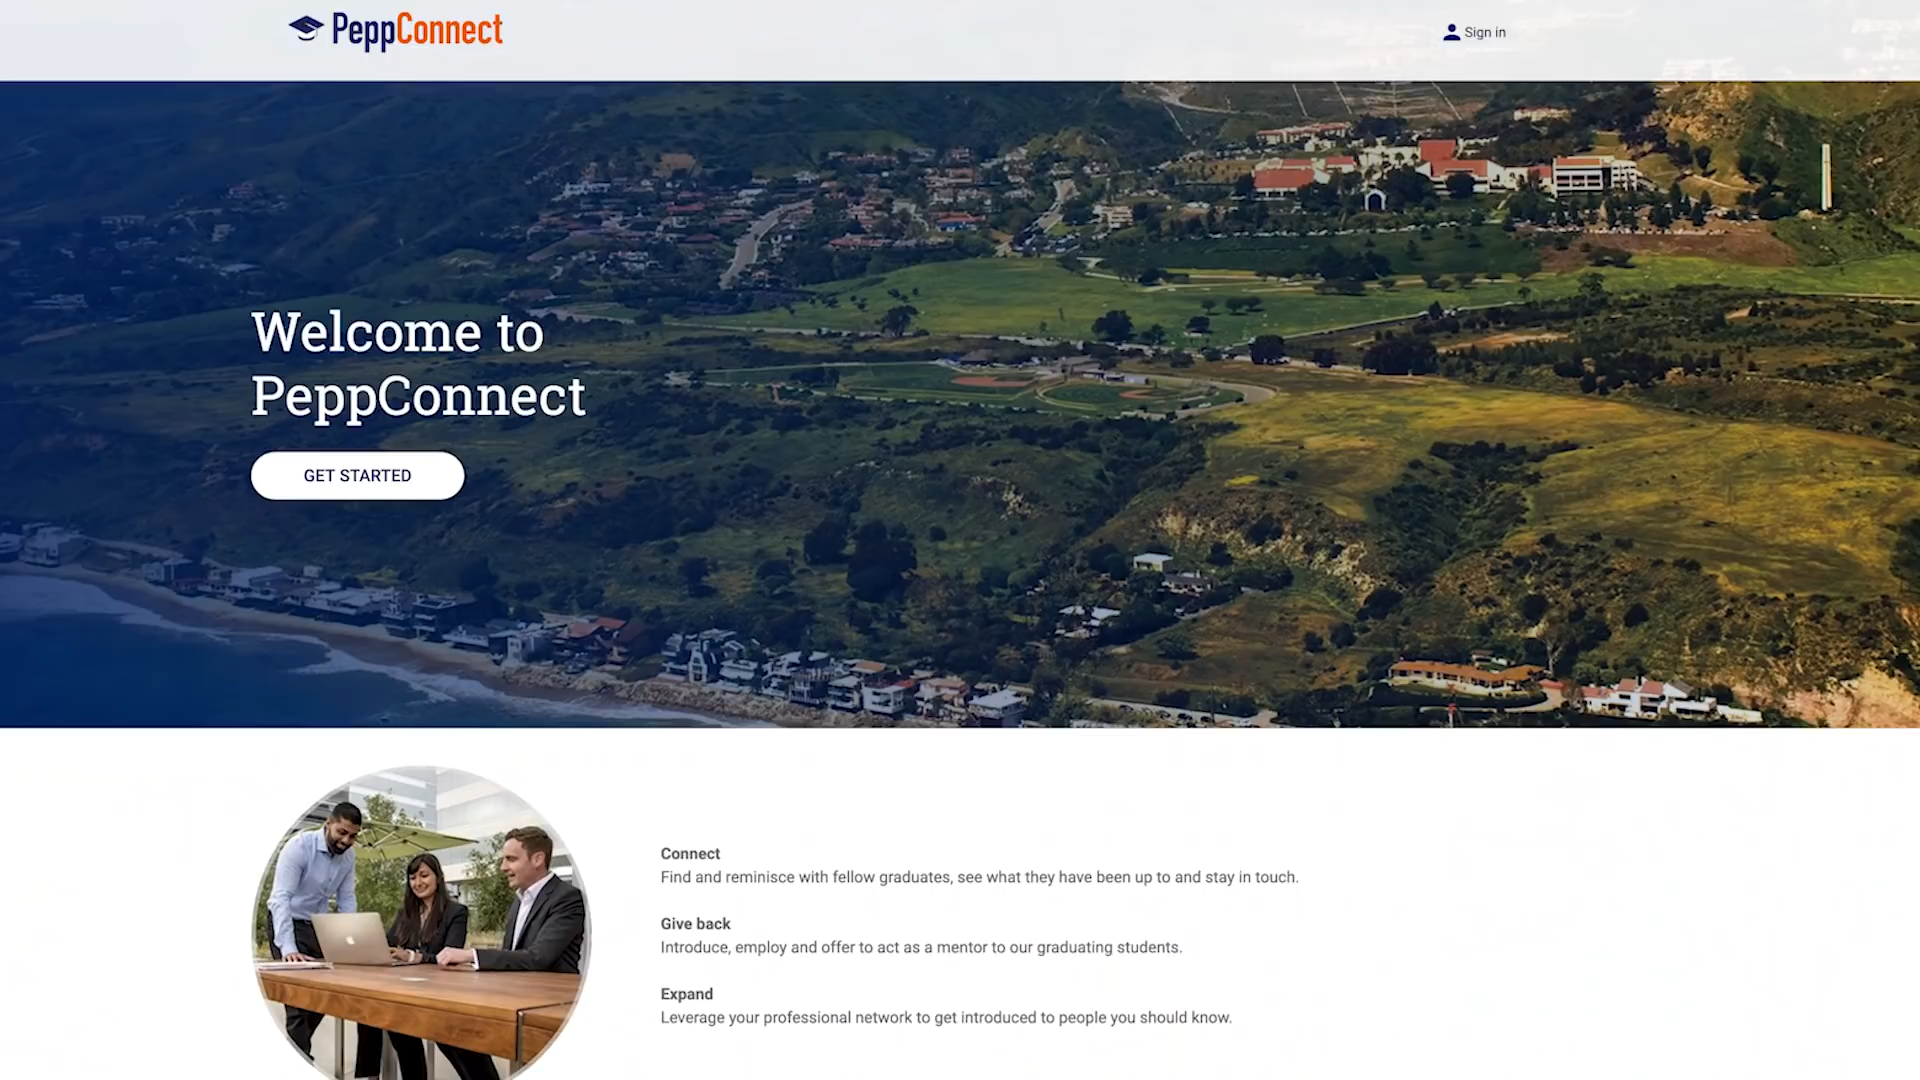 PeppConnect
Sign in
Welcome to
PeppConnect
GET STARTED
Connect
Find and reminisce with fellow graduates, see what they have been up to and stay in touch.
Give back
Introduce, employ and offer to act as a mentor to our graduating students.
Expand
Leverage your professional network to get introduced to people you should know.